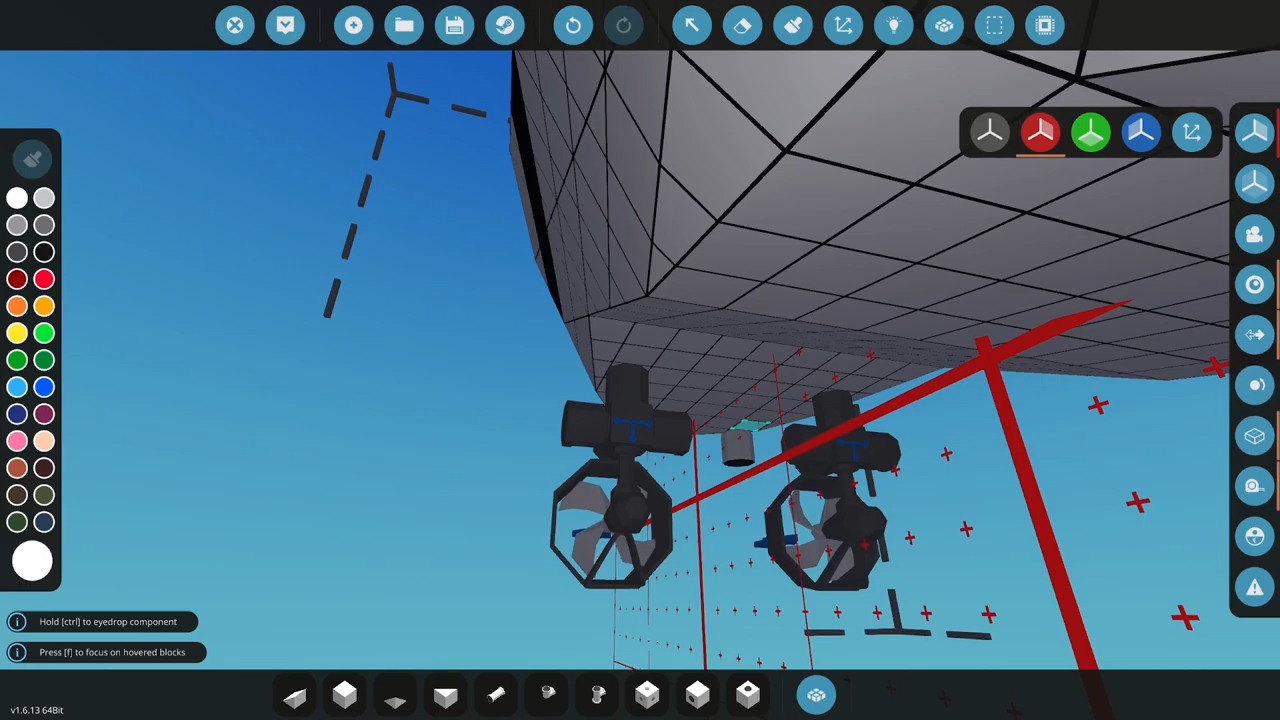 Hold [ctrl] to eyedrop component
Press [f] to focus on hovered blocks
v1.6.13 64Bit